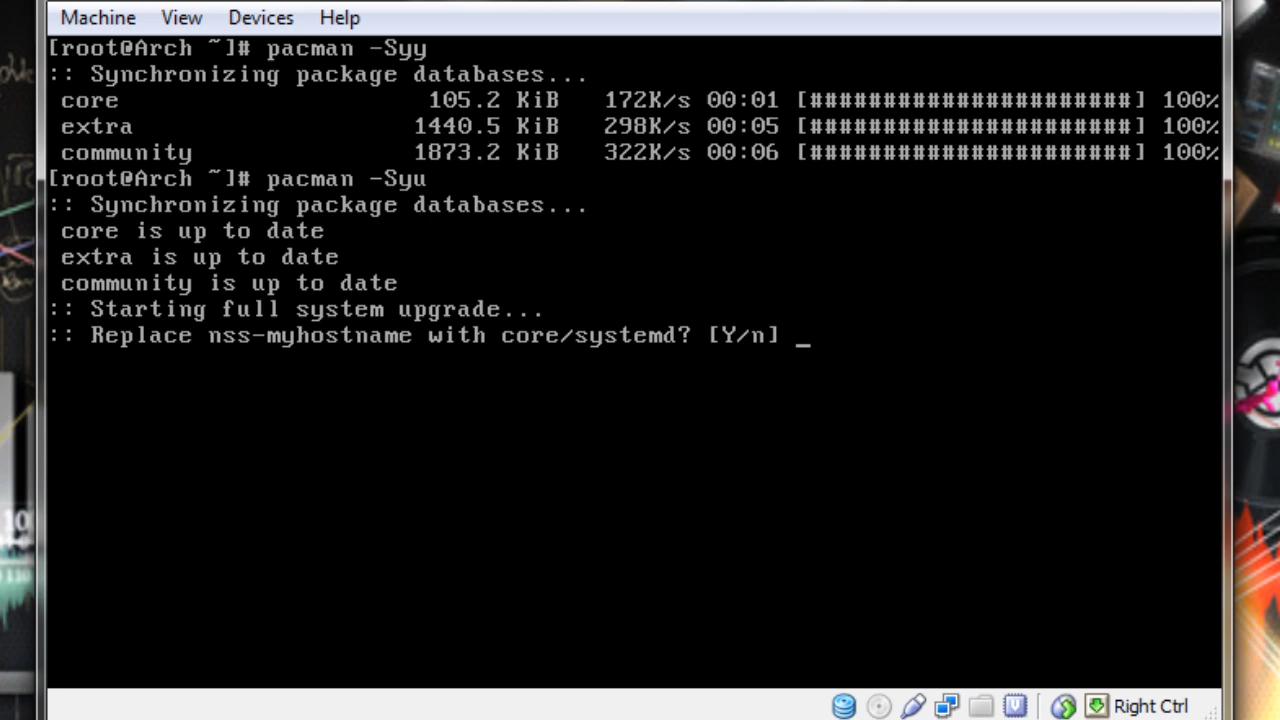 Machine View Devices Help
[root@Arch ~]# pacman -Syy
:: Synchronizing package databases...
core 105.2 KiB 172K/s 00:01 [######################] 100%
extra 1440.5 KiB 298K/s 00:05 [######################] 100%
community 1873.2 KiB 322K/s 00:06 [######################] 100%
[root@Arch ~]# pacman -Syu
:: Synchronizing package databases...
core is up to date
extra is up to date
community is up to date
:: Starting full system upgrade...
:: Replace nss-myhostname with core/systemd? [Y/n] _
10
110
Right Ctrl